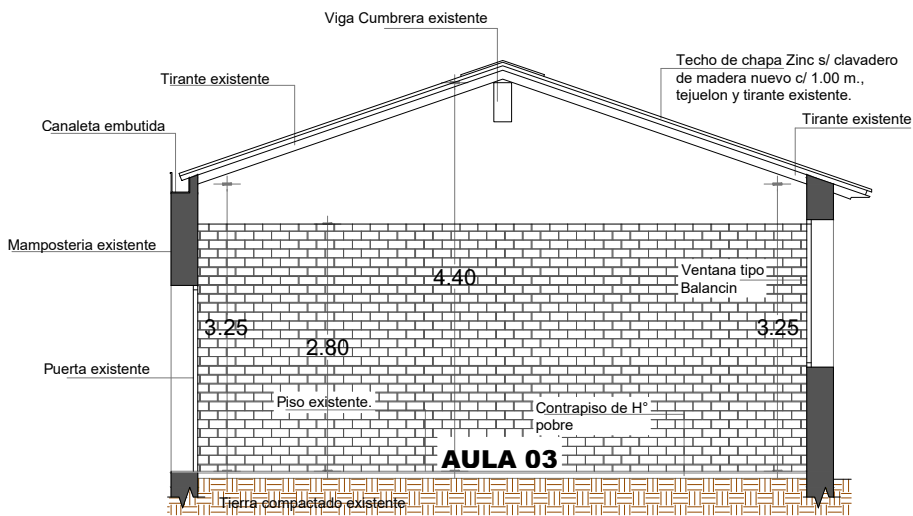 Viga Cumbrera existente
Techo de chapa Zinc s/ clavadero
de madera nuevo c/ 1.00 m.,
tejuelon y tirante existente.
Tirante existente
Tirante existente
Canaleta embutida
Mamposteria existente
Ventana tipo
Balancin
4.40
3.25
3.25
2.80
Puerta existente
Piso existente.
Contrapiso de H°
pobre
AULA 03
Tierra compactado existente